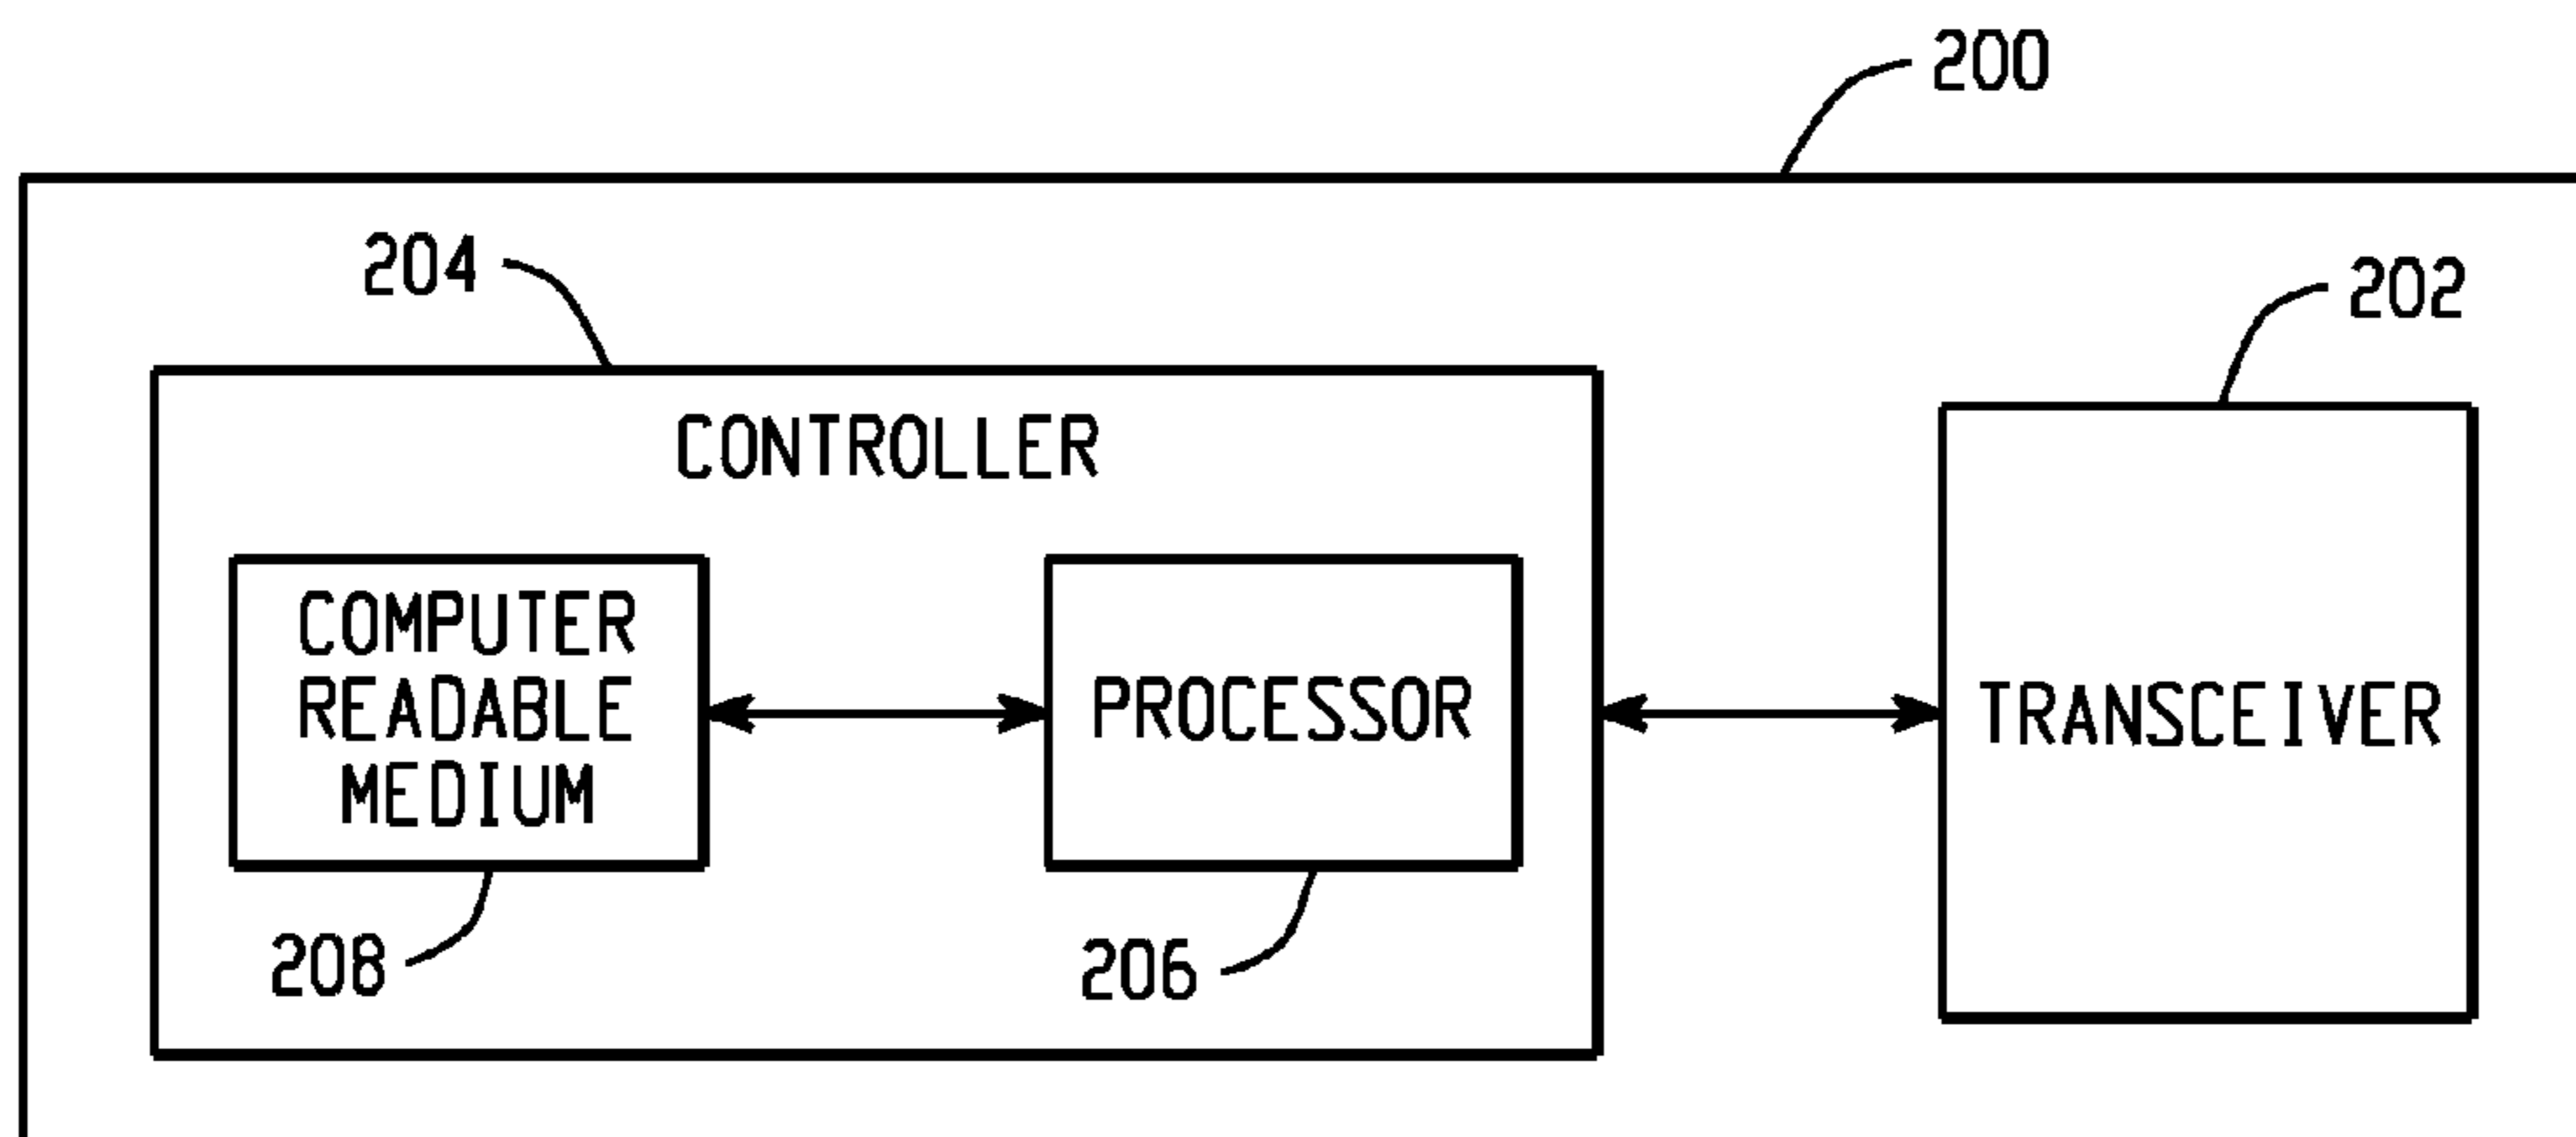 200
204
202
CONTROLLER
COMPUTER
READABLE
MEDIUM
PROCESSOR
TRANSCEIVER
208
206